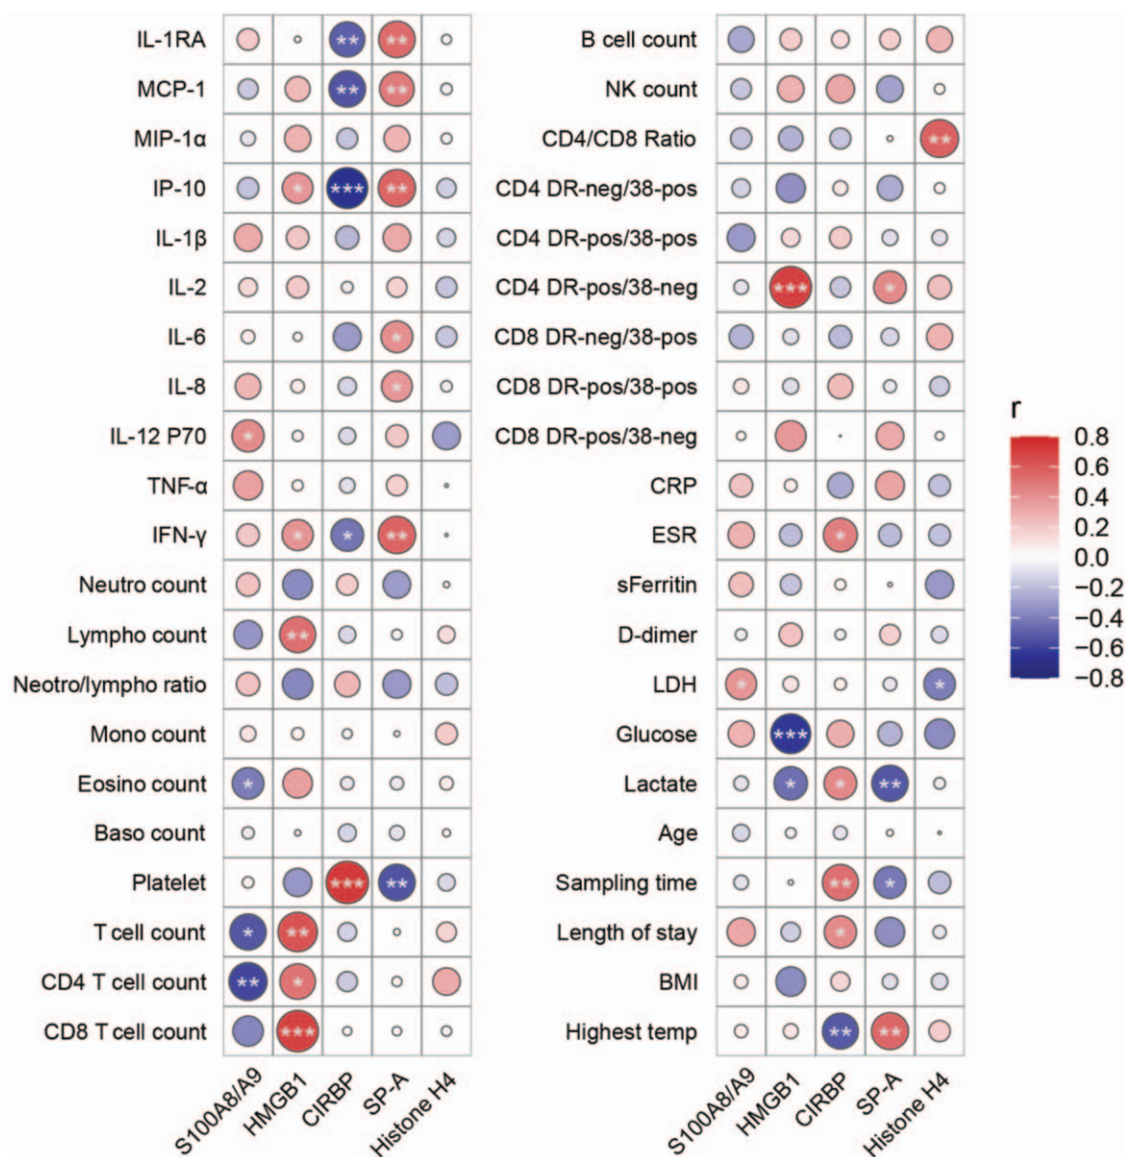 IL-1RA ** **
MCP-1 ** **
MIP-1α
IP-10 * *** **
IL-1β
IL-2
IL-6 *
IL-8 *
IL-12 P70 *
TNF-α
IFN-γ * * **
Neutro count
Lympho count **
Neotro/lympho ratio
Mono count
Eosino count *
Baso count
Platelet *** **
T cell count * **
CD4 T cell count ** *
CD8 T cell count ***
S100A8/A9 HMGB1 CIRBP SP-A Histone H4
B cell count
NK count
CD4/CD8 Ratio **
CD4 DR-neg/38-pos
CD4 DR-pos/38-pos
CD4 DR-pos/38-neg *** *
CD8 DR-neg/38-pos
CD8 DR-pos/38-pos
CD8 DR-pos/38-neg
CRP
ESR *
sFerritin
D-dimer
LDH * *
Glucose ***
Lactate * * **
Age
Sampling time ** *
Length of stay *
BMI
Highest temp ** **
S100A8/A9 HMGB1 CIRBP SP-A Histone H4
r
0.8
0.6
0.4
0.2
0.0
−0.2
−0.4
−0.6
−0.8